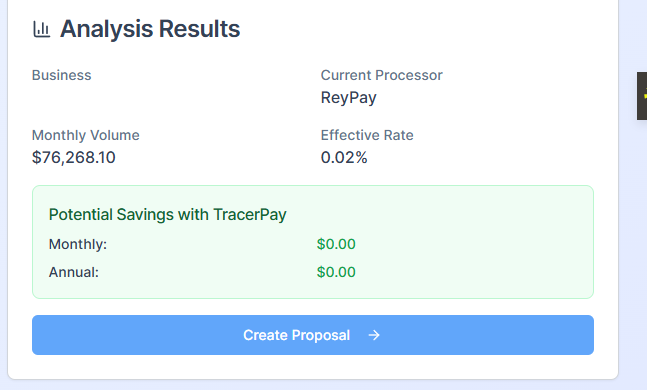 Analysis Results
Business
Current Processor
ReyPay
Monthly Volume
Effective Rate
$76,268.10
0.02%
Potential Savings with TracerPay
Monthly: $0.00
Annual: $0.00
Create Proposal →